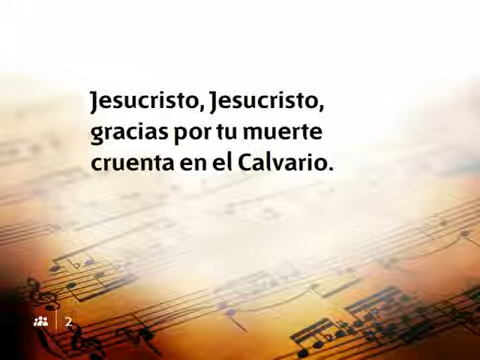 Jesucristo, Jesucristo,
gracias por tu muerte
cruenta en el Calvario.
2